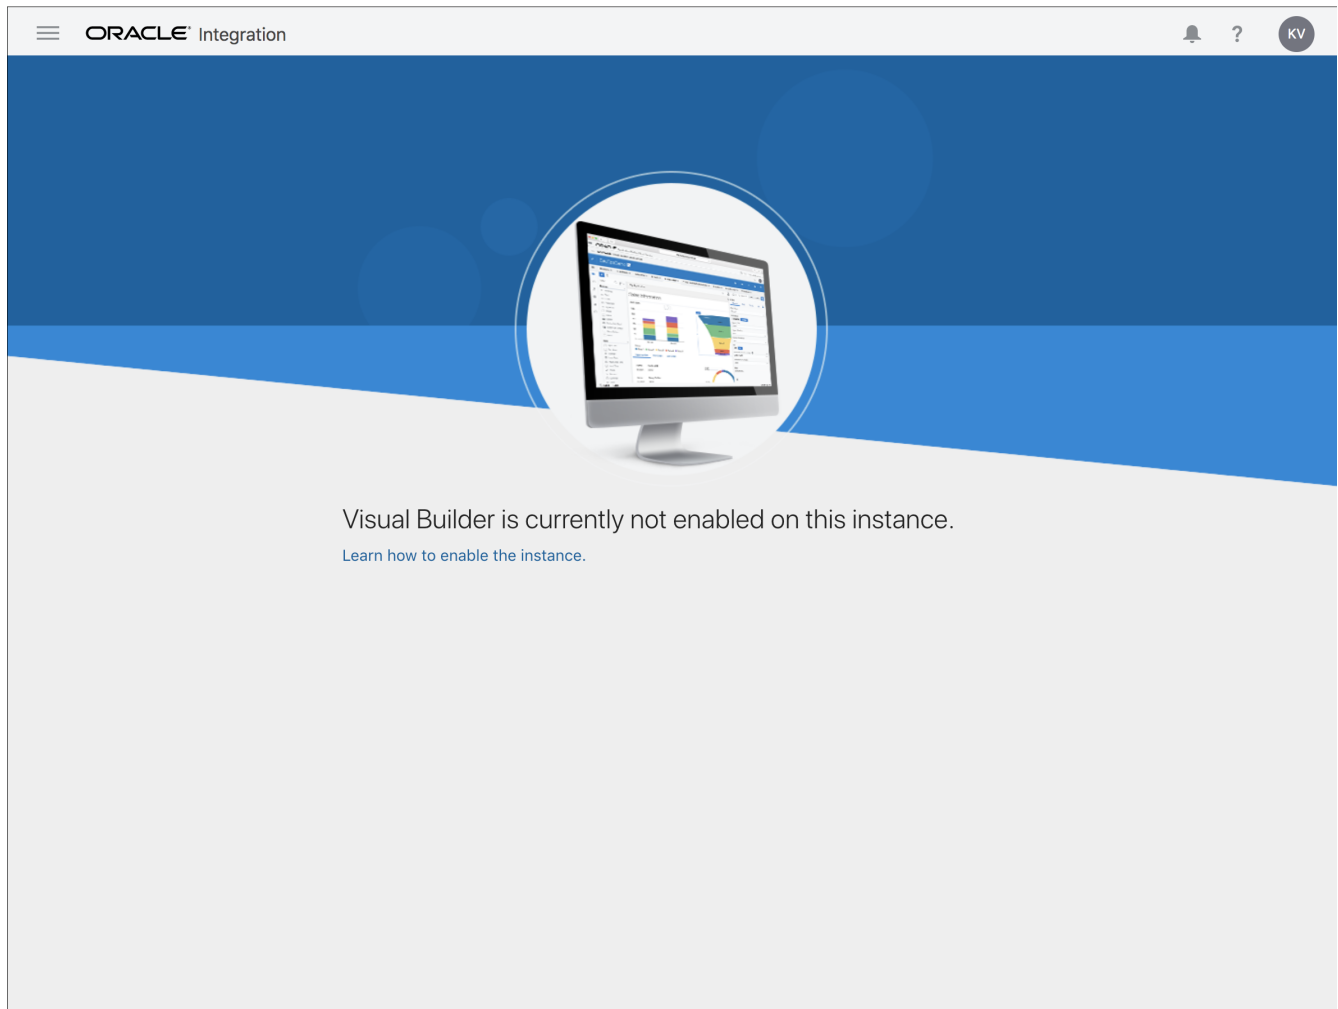 ORACLE Integration
?
KV
Visual Builder is currently not enabled on this instance.
Learn how to enable the instance.